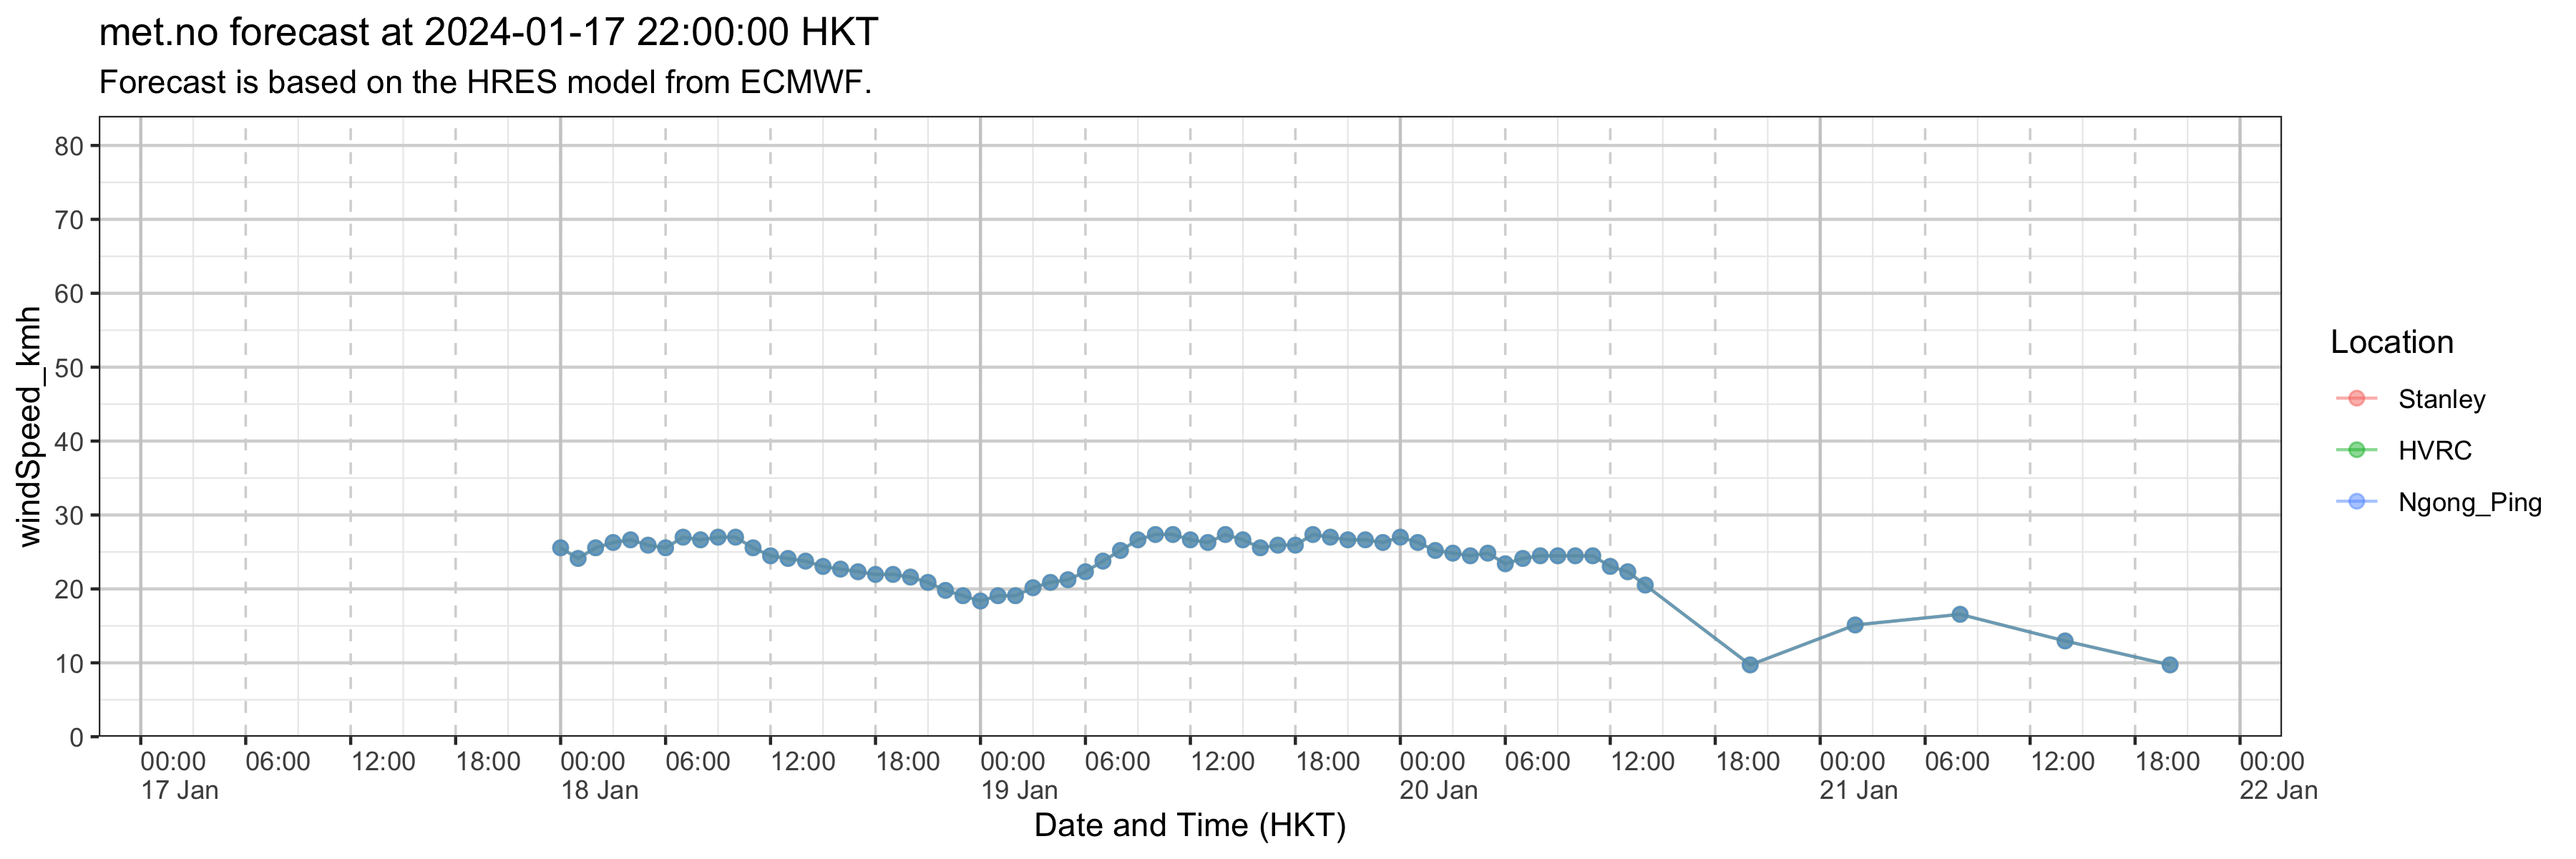 met.no forecast at 2024-01-17 22:00:00 HKT
Forecast is based on the HRES model from ECMWF.
80
70
60
50
40
30
20
10
0
windSpeed_kmh
00:00 06:00 12:00 18:00 00:00 06:00 12:00 18:00 00:00 06:00 12:00 18:00 00:00 06:00 12:00 18:00 00:00 06:00 12:00 18:00 00:00
17 Jan 18 Jan 19 Jan 20 Jan 21 Jan 22 Jan
Date and Time (HKT)
Location
Stanley
HVRC
Ngong_Ping